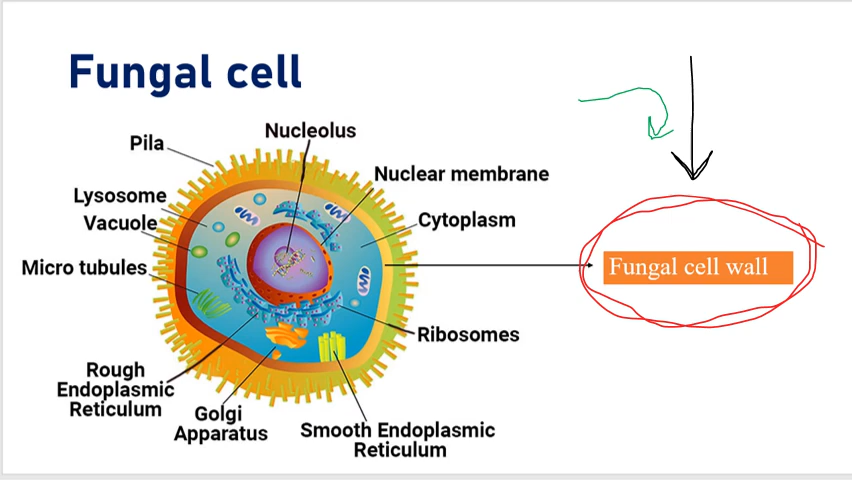 Fungal cell
Nucleolus
Pila
Nuclear membrane
Lysosome
Cytoplasm
Vacuole
Micro tubules
Fungal cell wall
Ribosomes
Rough
Endoplasmic
Reticulum
Golgi
Apparatus
Smooth Endoplasmic
Reticulum